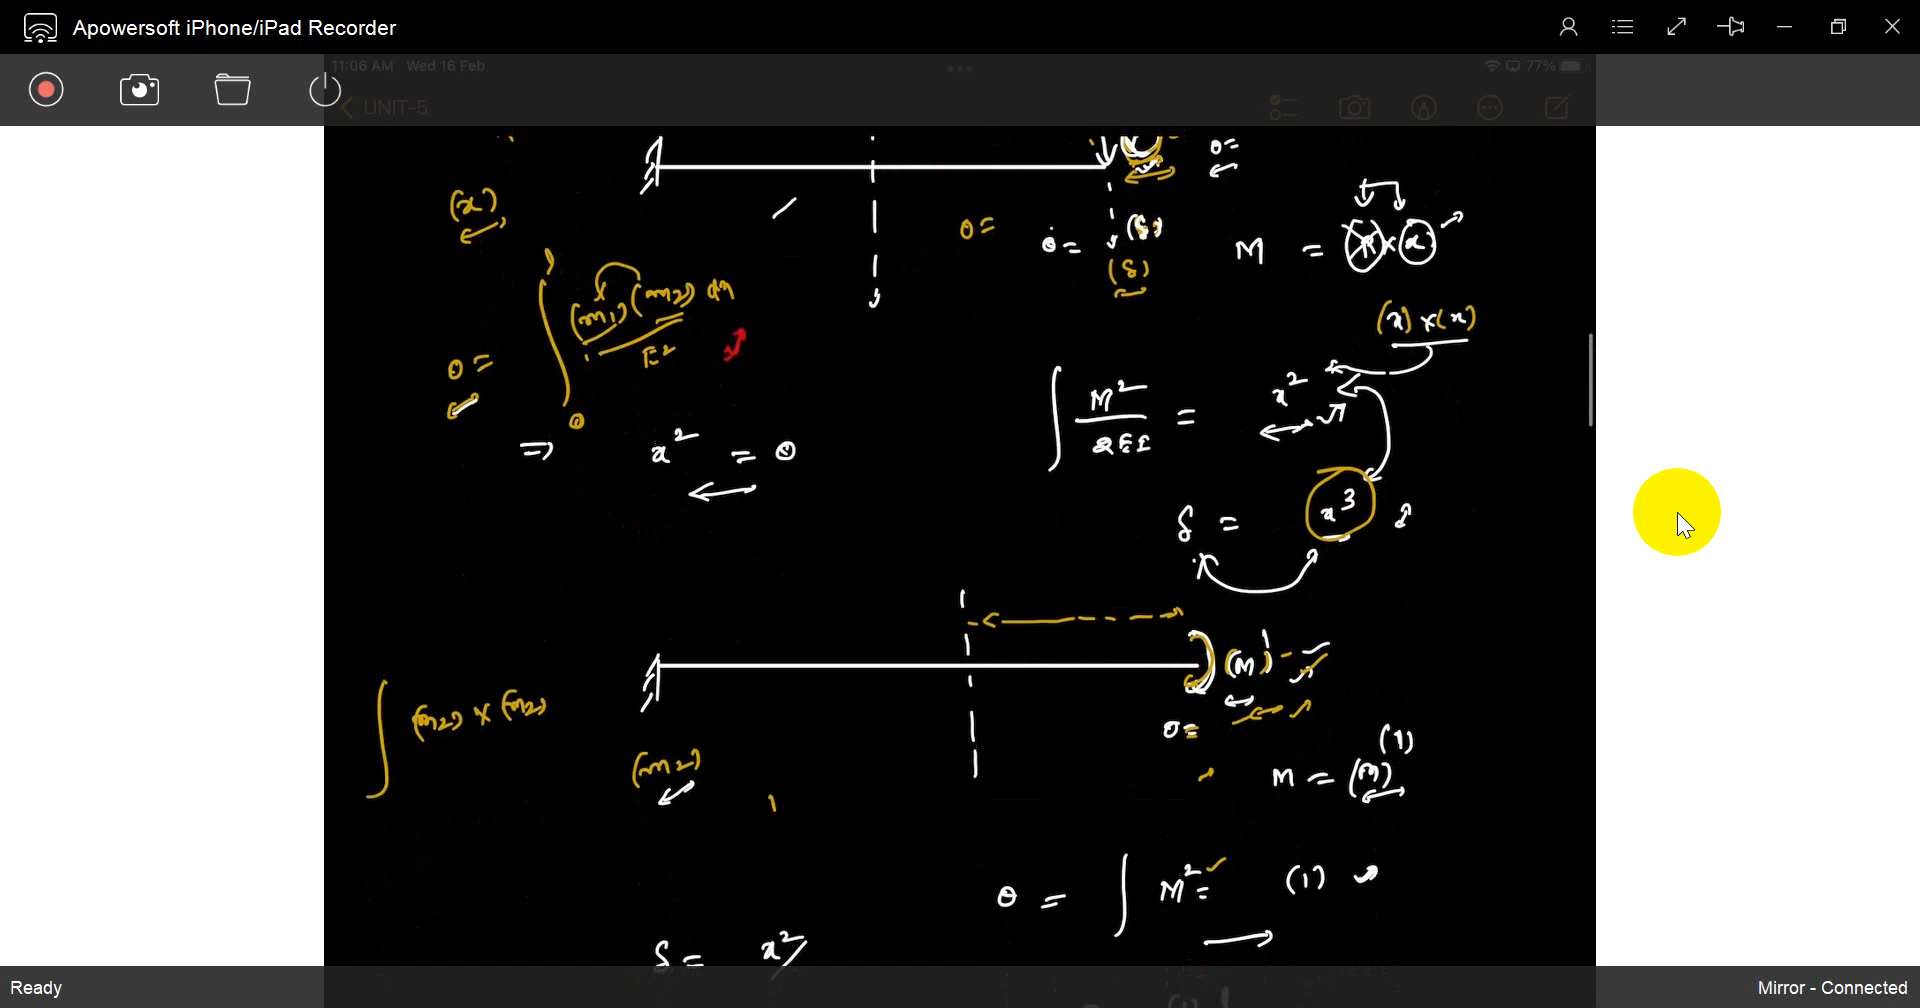 Apowersoft iPhone/iPad Recorder
11:06 AM Wed 16 Feb
77%
UNIT-5
θ=
(x)
θ=
θ=
(δ)
(δ)
M = × (x)
(m1) (m2) dx
(x) × (x)
θ =
∫ M² / 2EI = x²
⇒ x² = θ
δ = x³
(M)
∫ (m2) × (m2)
θ=
(m2)
(1)
M = (M)
θ = ∫ M² = (1)
δ = x²
Ready
Mirror - Connected